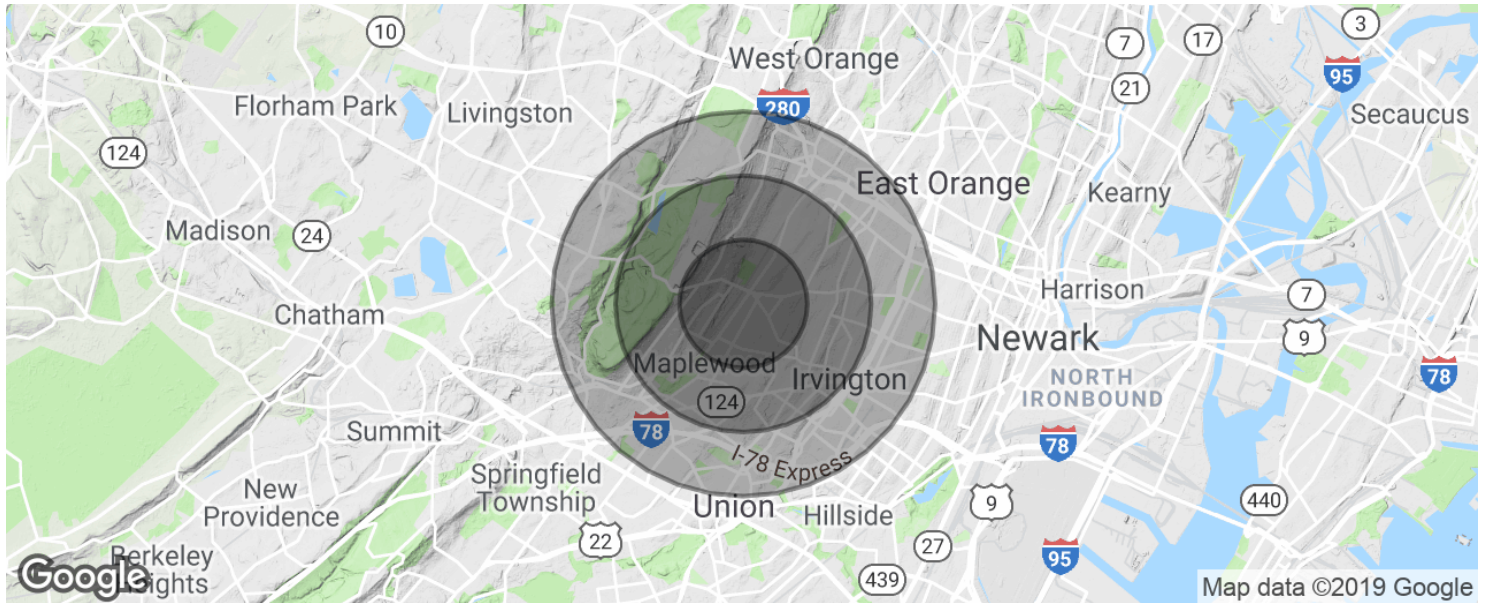 10
West Orange
7
17
3
95
Florham Park
Livingston
280
21
Secaucus
124
East Orange
Kearny
Madison
24
Harrison
7
Chatham
Newark
9
Maplewood
Irvington
78
NORTH
IRONBOUND
124
78
Summit
78
I-78 Express
Springfield
Township
New
Providence
Union
Hillside
9
440
22
27
95
Berkeley
Heights
439
Google
Map data ©2019 Google